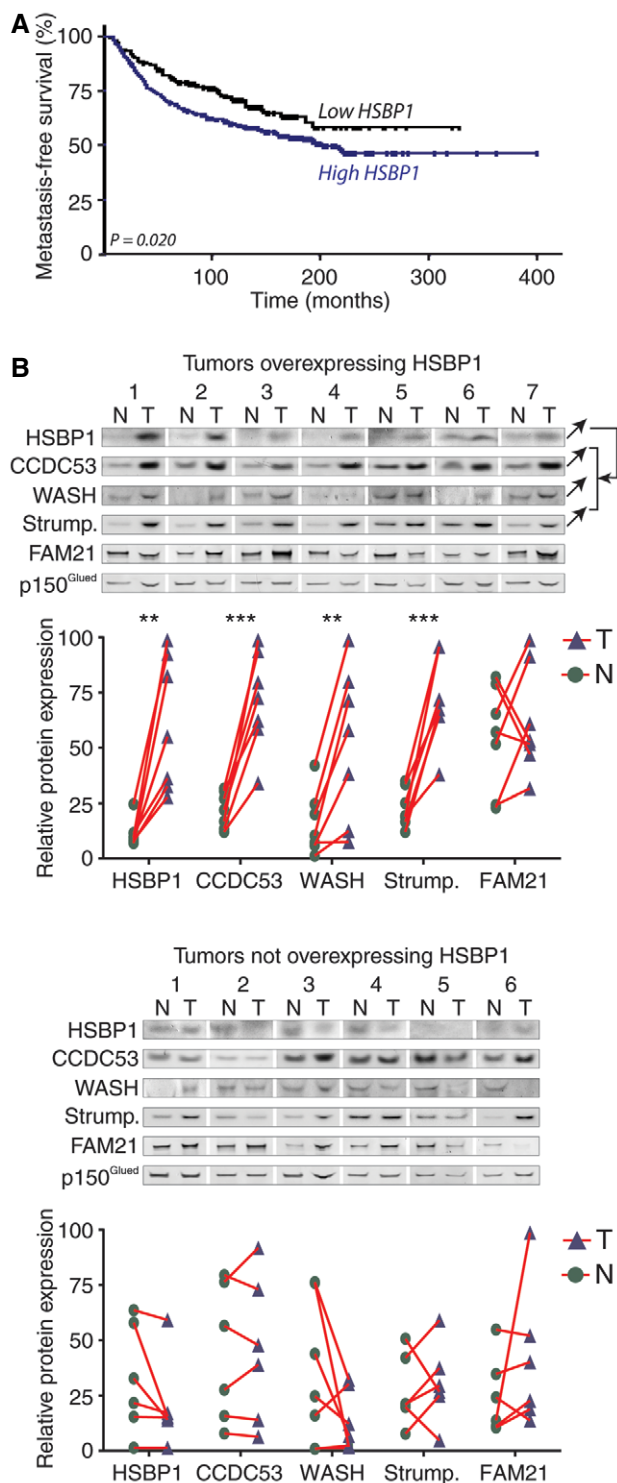 A
Metastasis-free survival (%)
100
75
50
25
0
Low HSBP1
High HSBP1
P = 0.020
100 200 300 400
Time (months)
B
Tumors overexpressing HSBP1
1 2 3 4 5 6 7
N T N T N T N T N T N T N T
HSBP1
CCDC53
WASH
Strump.
FAM21
p150Glued
** *** ** ***
Relative protein expression
100
75
50
25
0
T
N
HSBP1 CCDC53 WASH Strump. FAM21
Tumors not overexpressing HSBP1
1 2 3 4 5 6
N T N T N T N T N T N T
HSBP1
CCDC53
WASH
Strump.
FAM21
p150Glued
Relative protein expression
100
75
50
25
0
T
N
HSBP1 CCDC53 WASH Strump. FAM21